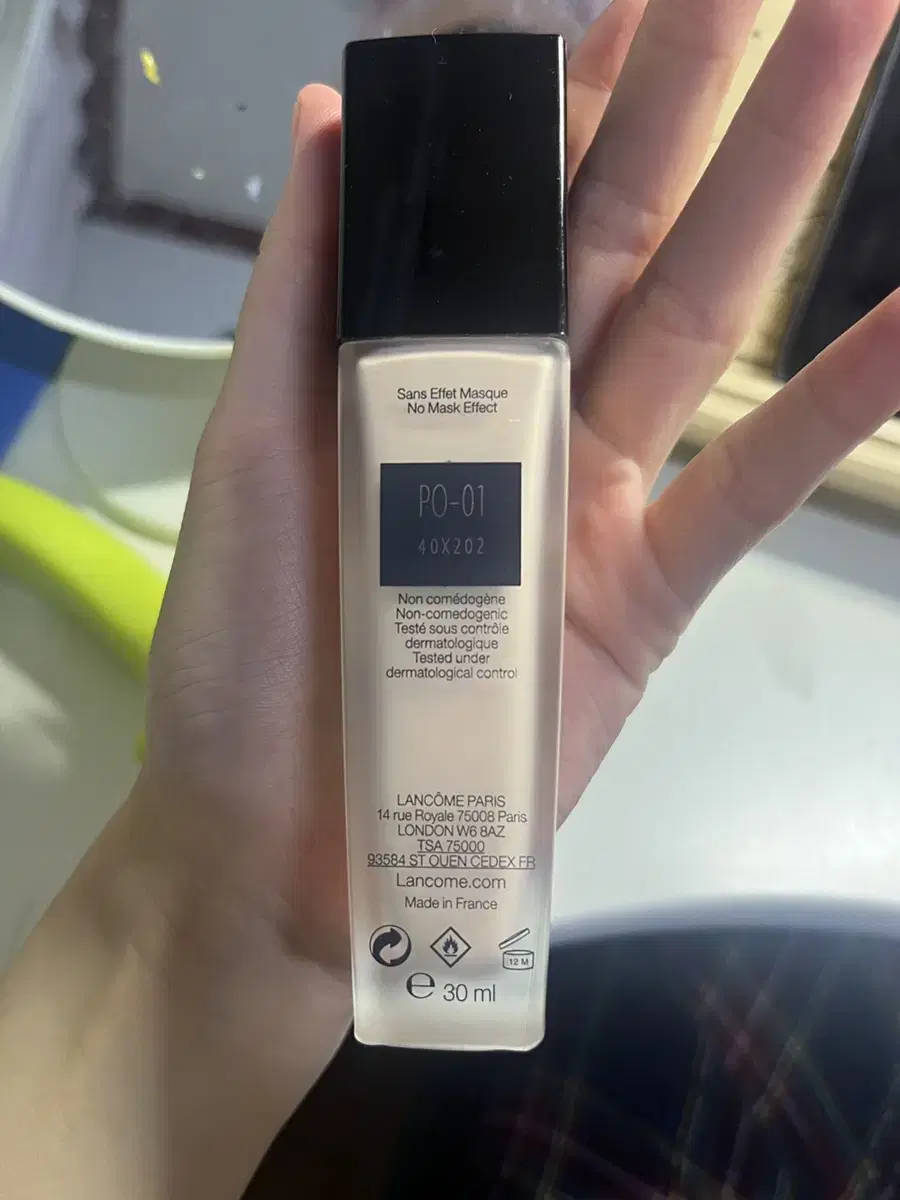 Sans Effet Masque
No Mask Effect
PO-01
40X202
Non comédogène
Non-comedogenic
Testé sous contrôle
dermatologique
Tested under
dermatological control
LANCÔME PARIS
14 rue Royale 75008 Paris
LONDON W6 8AZ
TSA 75000
93584 ST OUEN CEDEX FR
Lancome.com
Made in France
12 M
℮ 30 ml